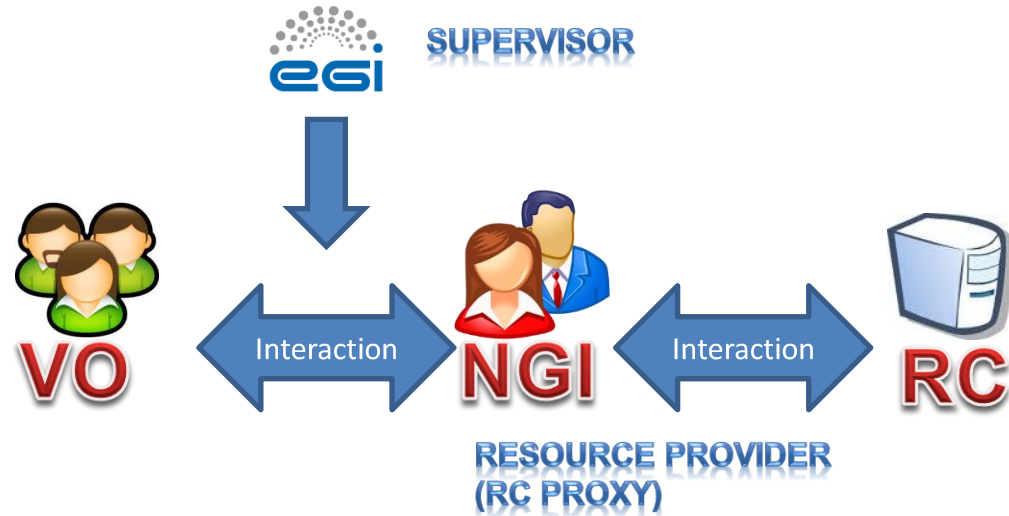 egi
SUPERVISOR
Interaction
Interaction
VO
NGI
RC
RESOURCE PROVIDER
(RC PROXY)